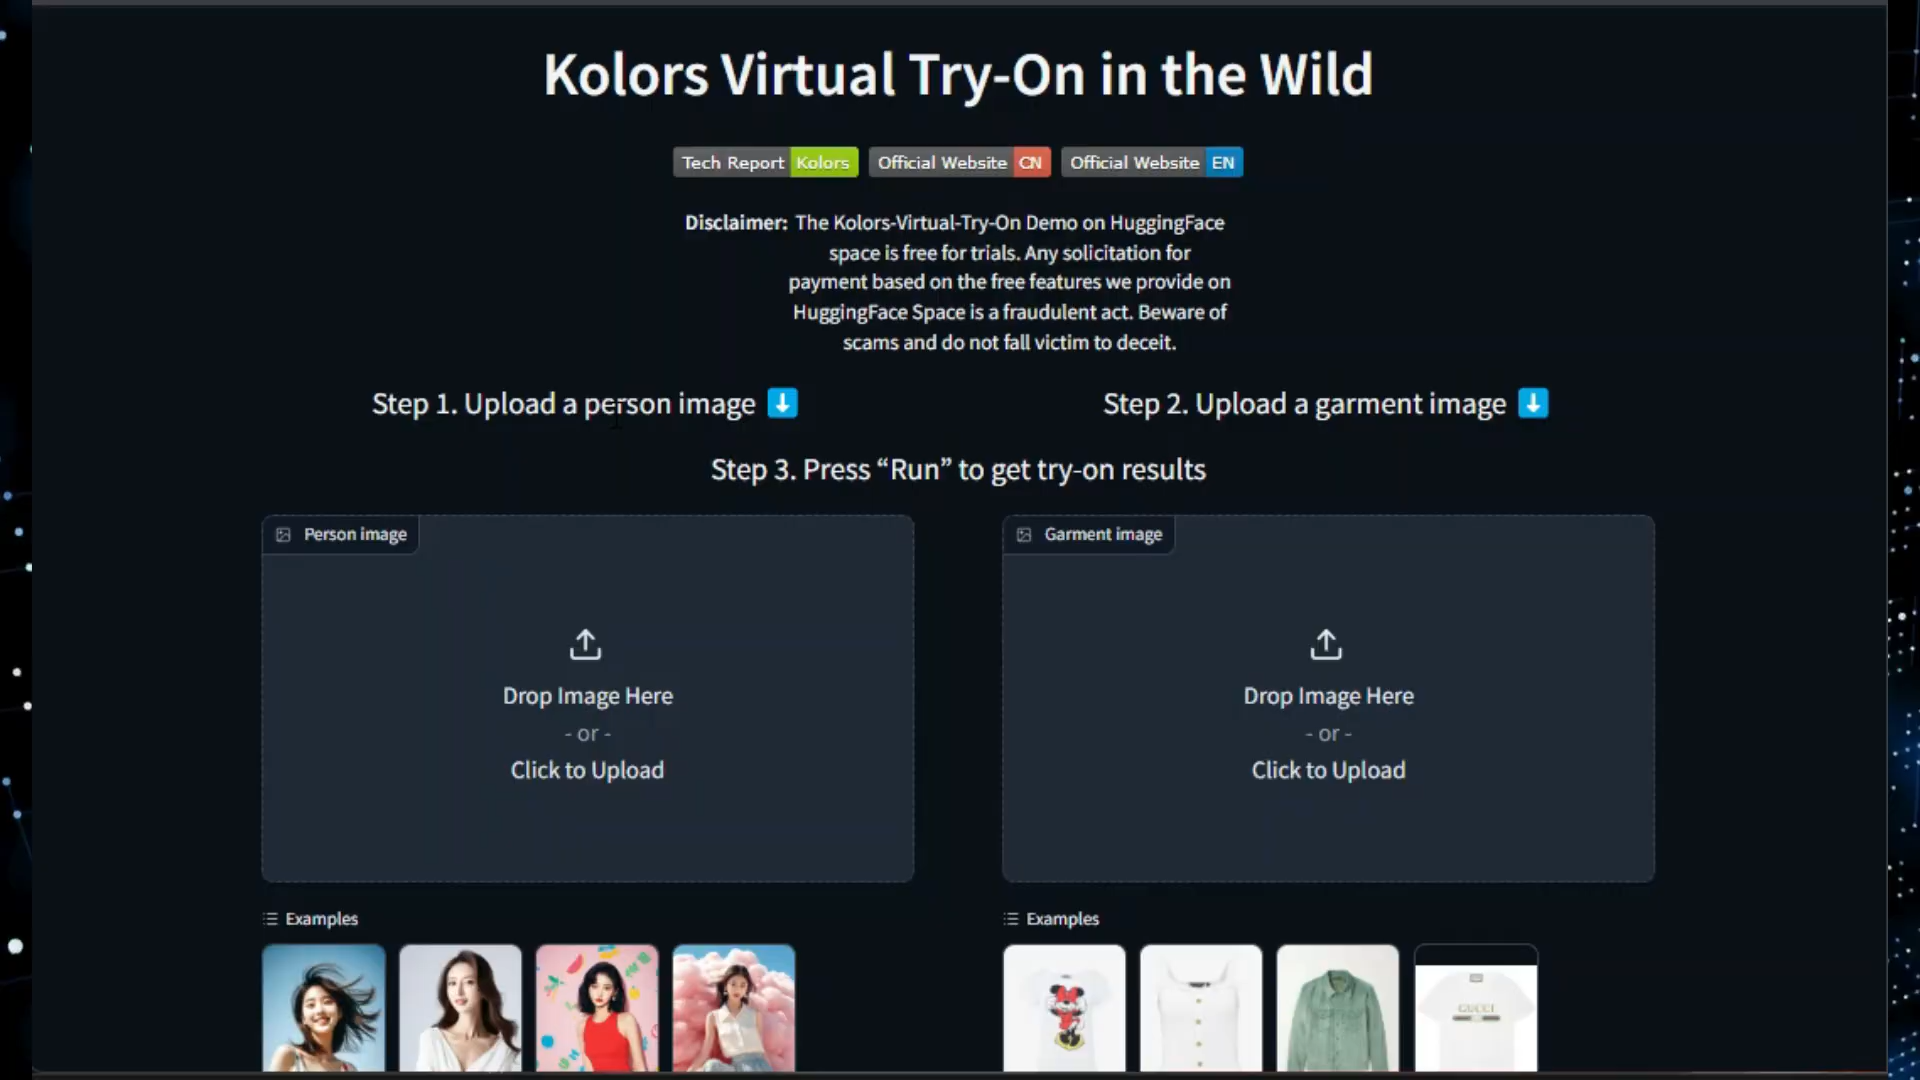 Kolors Virtual Try-On in the Wild
Tech Report Kolors
Official Website CN
Official Website EN
Disclaimer: The Kolors-Virtual-Try-On Demo on HuggingFace
space is free for trials. Any solicitation for
payment based on the free features we provide on
HuggingFace Space is a fraudulent act. Beware of
scams and do not fall victim to deceit.
Step 1. Upload a person image
Step 2. Upload a garment image
Step 3. Press “Run” to get try-on results
Person image
Drop Image Here
- or -
Click to Upload
Garment image
Drop Image Here
- or -
Click to Upload
Examples
Examples
GUCCI